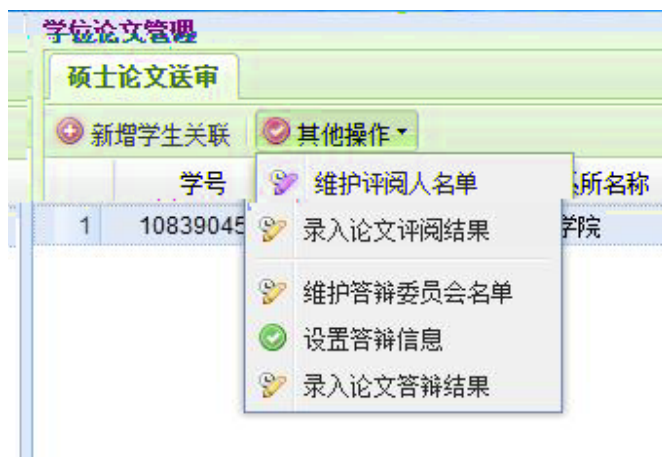 学位论文管理
硕士论文送审
新增学生关联 其他操作
学号 所名称
1 10839045 学院
维护评阅人名单
录入论文评阅结果
维护答辩委员会名单
设置答辩信息
录入论文答辩结果